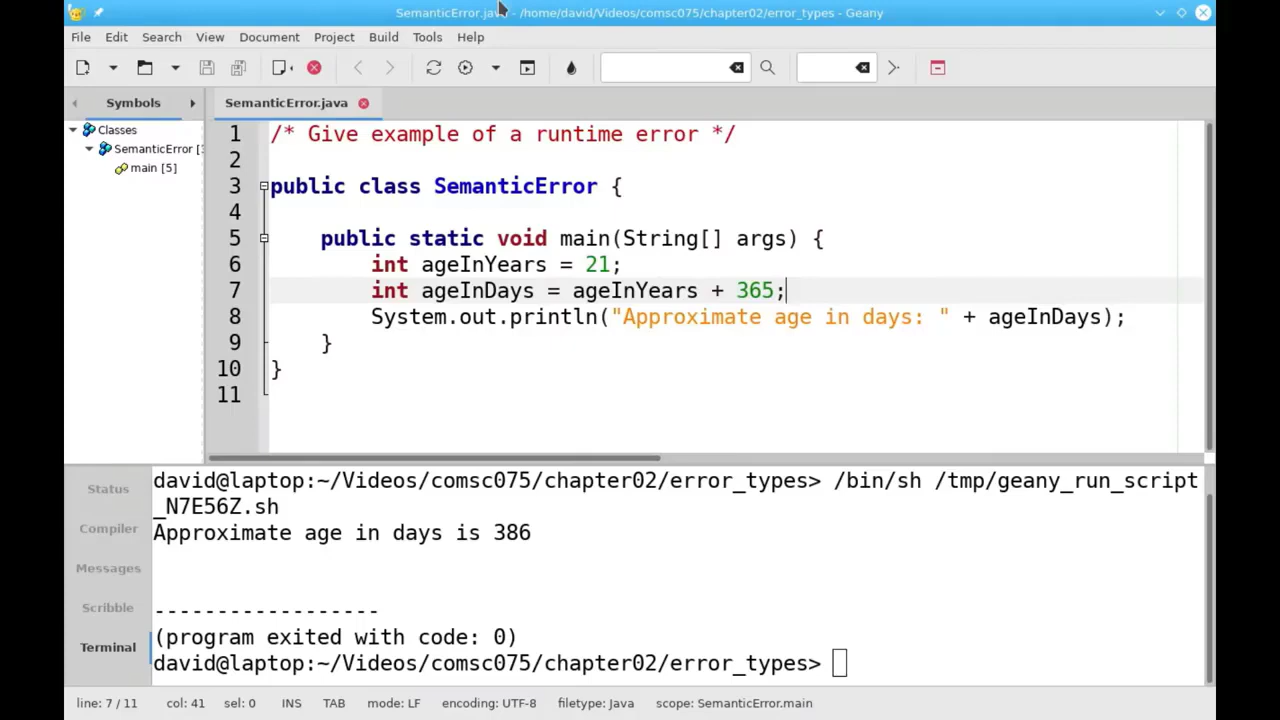 SemanticError.java - /home/david/Videos/comsc075/chapter02/error_types - Geany
File Edit Search View Document Project Build Tools Help
Symbols
SemanticError.java
Classes
SemanticError [
main [5]
1 /* Give example of a runtime error */
2
3 public class SemanticError {
4
5 public static void main(String[] args) {
6 int ageInYears = 21;
7 int ageInDays = ageInYears + 365;
8 System.out.println("Approximate age in days: " + ageInDays);
9 }
10 }
11
Status
Compiler
Messages
Scribble
Terminal
david@laptop:~/Videos/comsc075/chapter02/error_types> /bin/sh /tmp/geany_run_script
_N7E56Z.sh
Approximate age in days is 386
------------------
(program exited with code: 0)
david@laptop:~/Videos/comsc075/chapter02/error_types>
line: 7 / 11 col: 41 sel: 0 INS TAB mode: LF encoding: UTF-8 filetype: Java scope: SemanticError.main